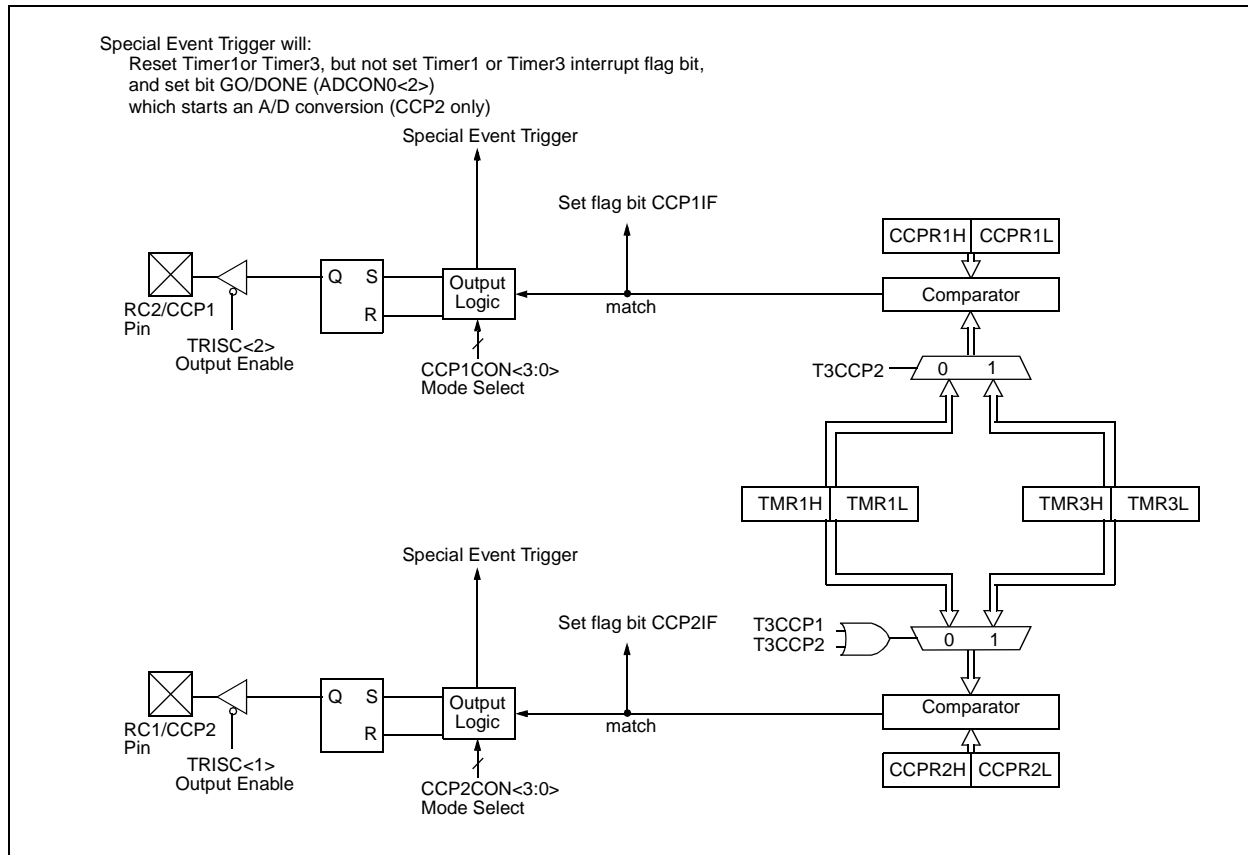 Special Event Trigger will:
Reset Timer1or Timer3, but not set Timer1 or Timer3 interrupt flag bit,
and set bit GO/DONE (ADCON0<2>)
which starts an A/D conversion (CCP2 only)
Special Event Trigger
Set flag bit CCP1IF
CCPR1H CCPR1L
Q S
R
Output
Logic
Comparator
match
RC2/CCP1
Pin
TRISC<2>
Output Enable
CCP1CON<3:0>
Mode Select
T3CCP2
0 1
TMR1H TMR1L
TMR3H TMR3L
Special Event Trigger
Set flag bit CCP2IF
T3CCP1
T3CCP2
0 1
Q S
R
Output
Logic
Comparator
match
RC1/CCP2
Pin
TRISC<1>
Output Enable
CCP2CON<3:0>
Mode Select
CCPR2H CCPR2L